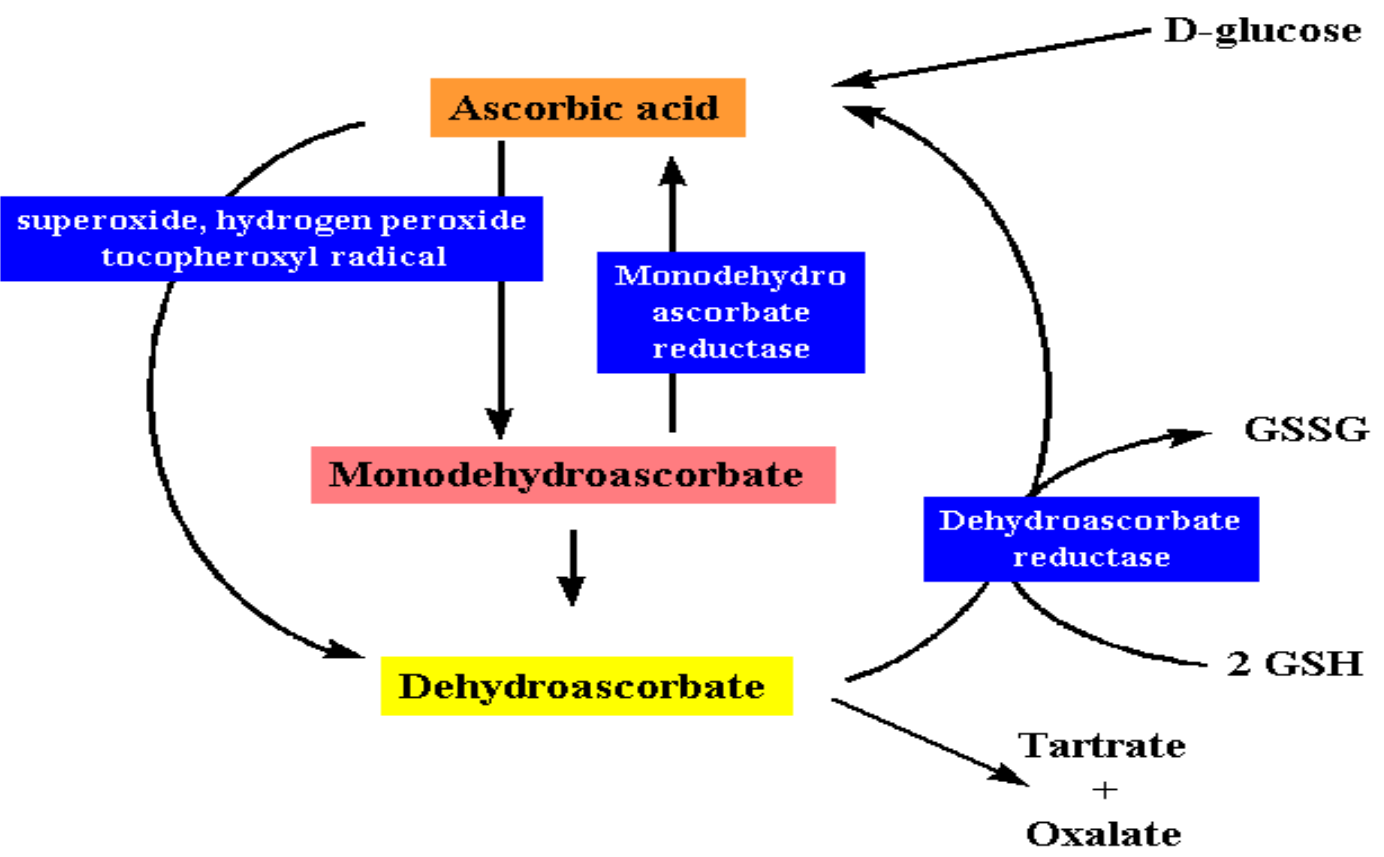 D-glucose
Ascorbic acid
superoxide, hydrogen peroxide
tocopheroxyl radical
Monodehydro
ascorbate
reductase
GSSG
Monodehydroascorbate
Dehydroascorbate
reductase
2 GSH
Dehydroascorbate
Tartrate
+
Oxalate